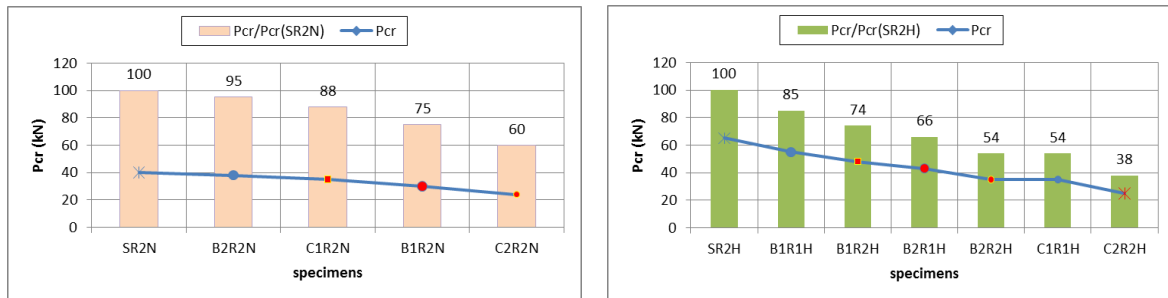 Pcr/Pcr(SR2N) Pcr
120
100
80
60
40
20
0
Pcr (kN)
100 95 88 75 60
SR2N B2R2N C1R2N B1R2N C2R2N
specimens
Pcr/Pcr(SR2H) Pcr
120
100
80
60
40
20
0
Pcr (kN)
100 85 74 66 54 54 38
SR2H B1R1H B1R2H B2R1H B2R2H C1R1H C2R2H
specimens